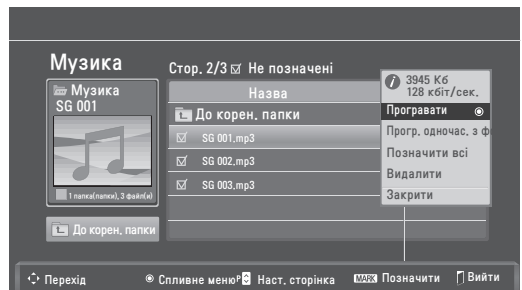 Музика
Стор. 2/3 Не позначені
Музика
SG 001
1 папка(папки), 3 файл(и)
До корен. папки
Назва
До корен. папки
SG 001.mp3
SG 002.mp3
SG 003.mp3
3945 Кб
128 кбіт/сек.
Програвати
Прогр. одночас. з ф
Позначити всі
Видалити
Закрити
Перехід
Спливне меню
P Наст. сторінка
MARK Позначити
Вийти